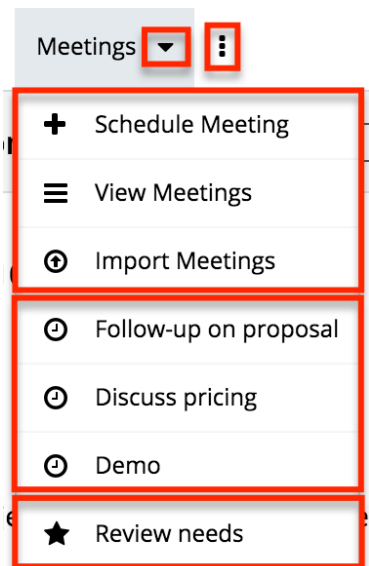 Meetings
Schedule Meeting
View Meetings
Import Meetings
Follow-up on proposal
Discuss pricing
Demo
Review needs